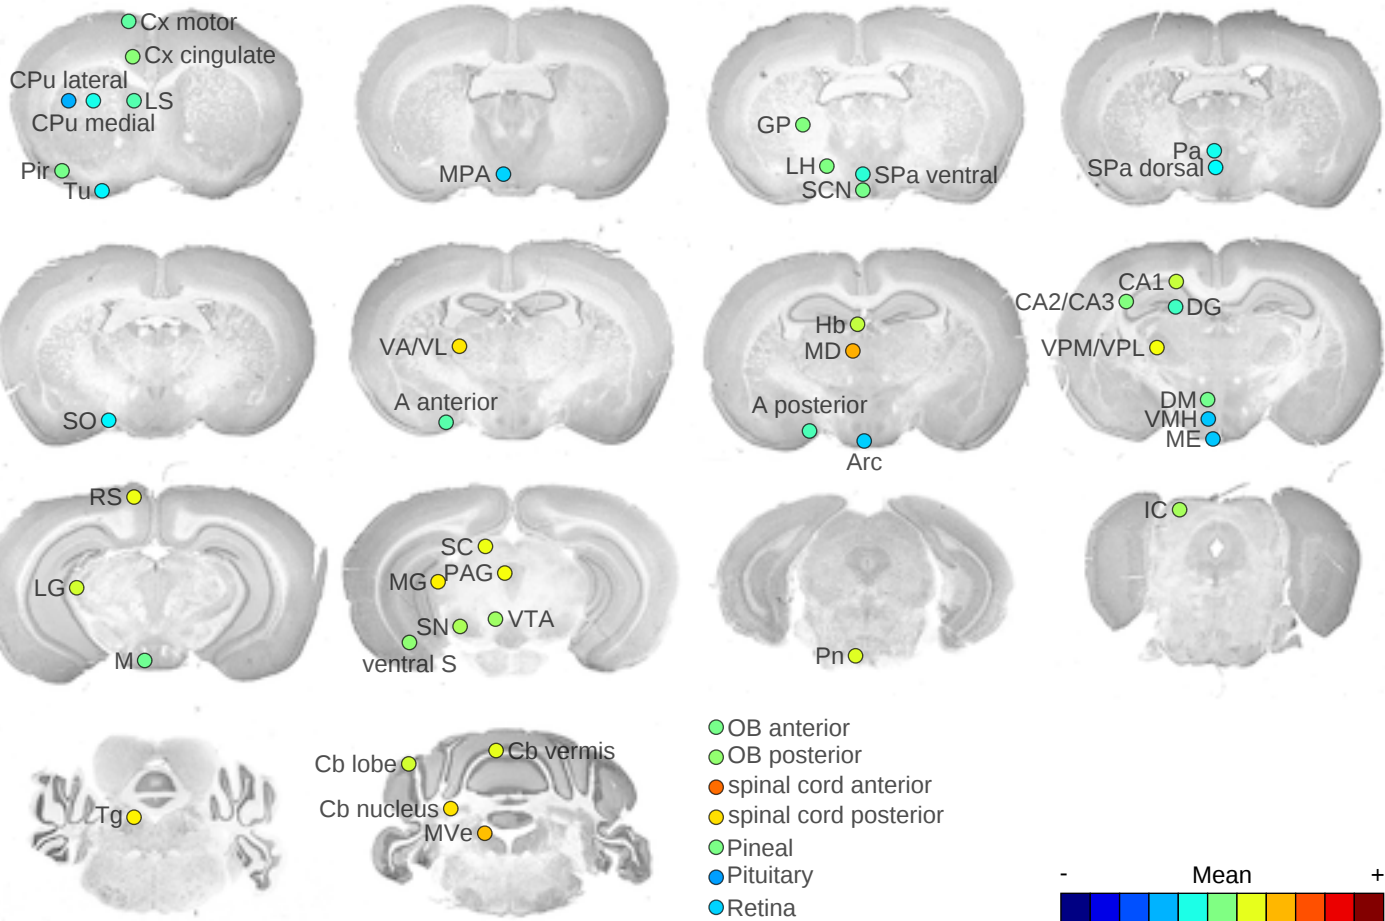 Cx motor
Cx cingulate
CPu lateral
LS
CPu medial
Pir
Tu
MPA
GP
LH
SPa ventral
SCN
Pa
SPa dorsal
SO
VA/VL
A anterior
Hb
MD
A posterior
Arc
CA1
CA2/CA3
DG
VPM/VPL
DM
VMH
ME
RS
LG
M
SC
MG
PAG
SN
VTA
ventral S
Pn
IC
Tg
Cb lobe
Cb vermis
Cb nucleus
MVe
OB anterior
OB posterior
spinal cord anterior
spinal cord posterior
Pineal
Pituitary
Retina
- Mean +